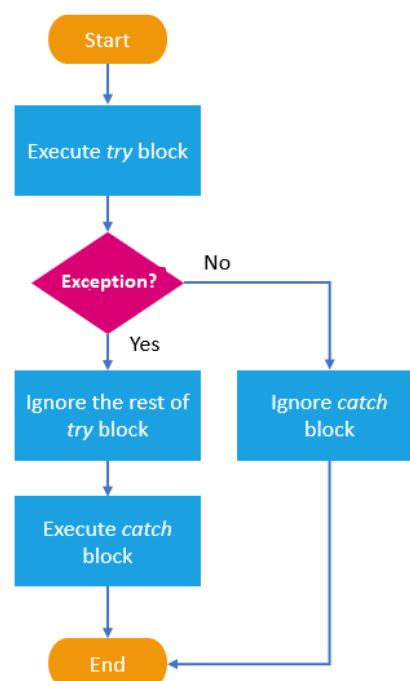 Start
Execute try block
Exception?
No
Yes
Ignore the rest of
try block
Ignore catch
block
Execute catch
block
End